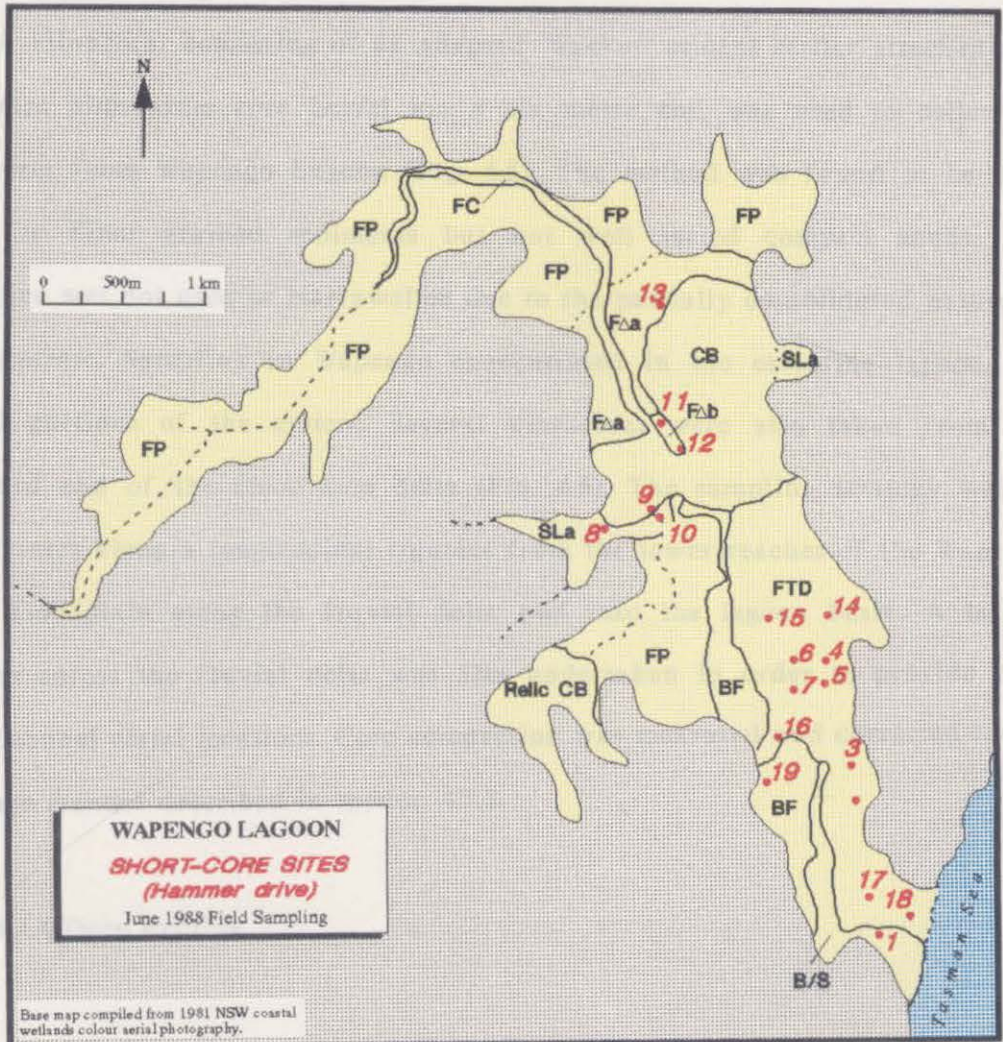 N
0 500m 1 km
FP
FC
FP
FP
FP
13
FΔa
CB
SLa
FP
11
FΔb
FΔa
12
FP
9
SLa
8
10
FTD
15
14
6
4
FP
7
5
Relic CB
BF
16
3
19
BF
17
18
1
B/S
Tasman Sea
WAPENGO LAGOON
SHORT-CORE SITES
(Hammer drive)
June 1988 Field Sampling
Base map compiled from 1981 NSW coastal
wetlands colour aerial photography.